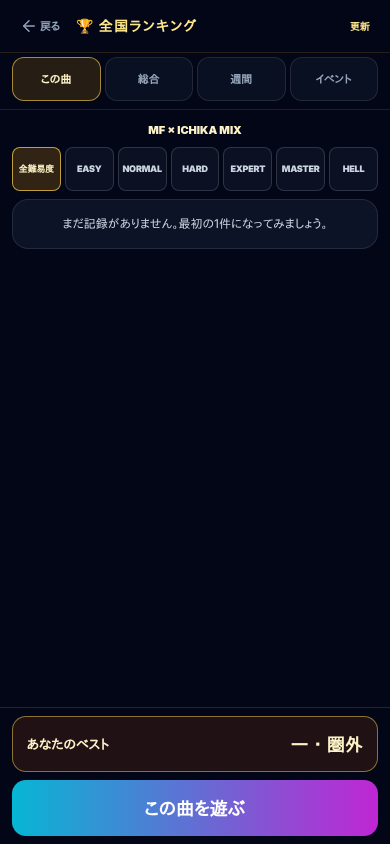 戻る 🏆 全国ランキング 更新
この曲 総合 週間 イベント
MF × ICHIKA MIX
全難易度 EASY NORMAL HARD EXPERT MASTER HELL
まだ記録がありません。最初の1件になってみましょう。
あなたのベスト —・圏外
この曲を遊ぶ